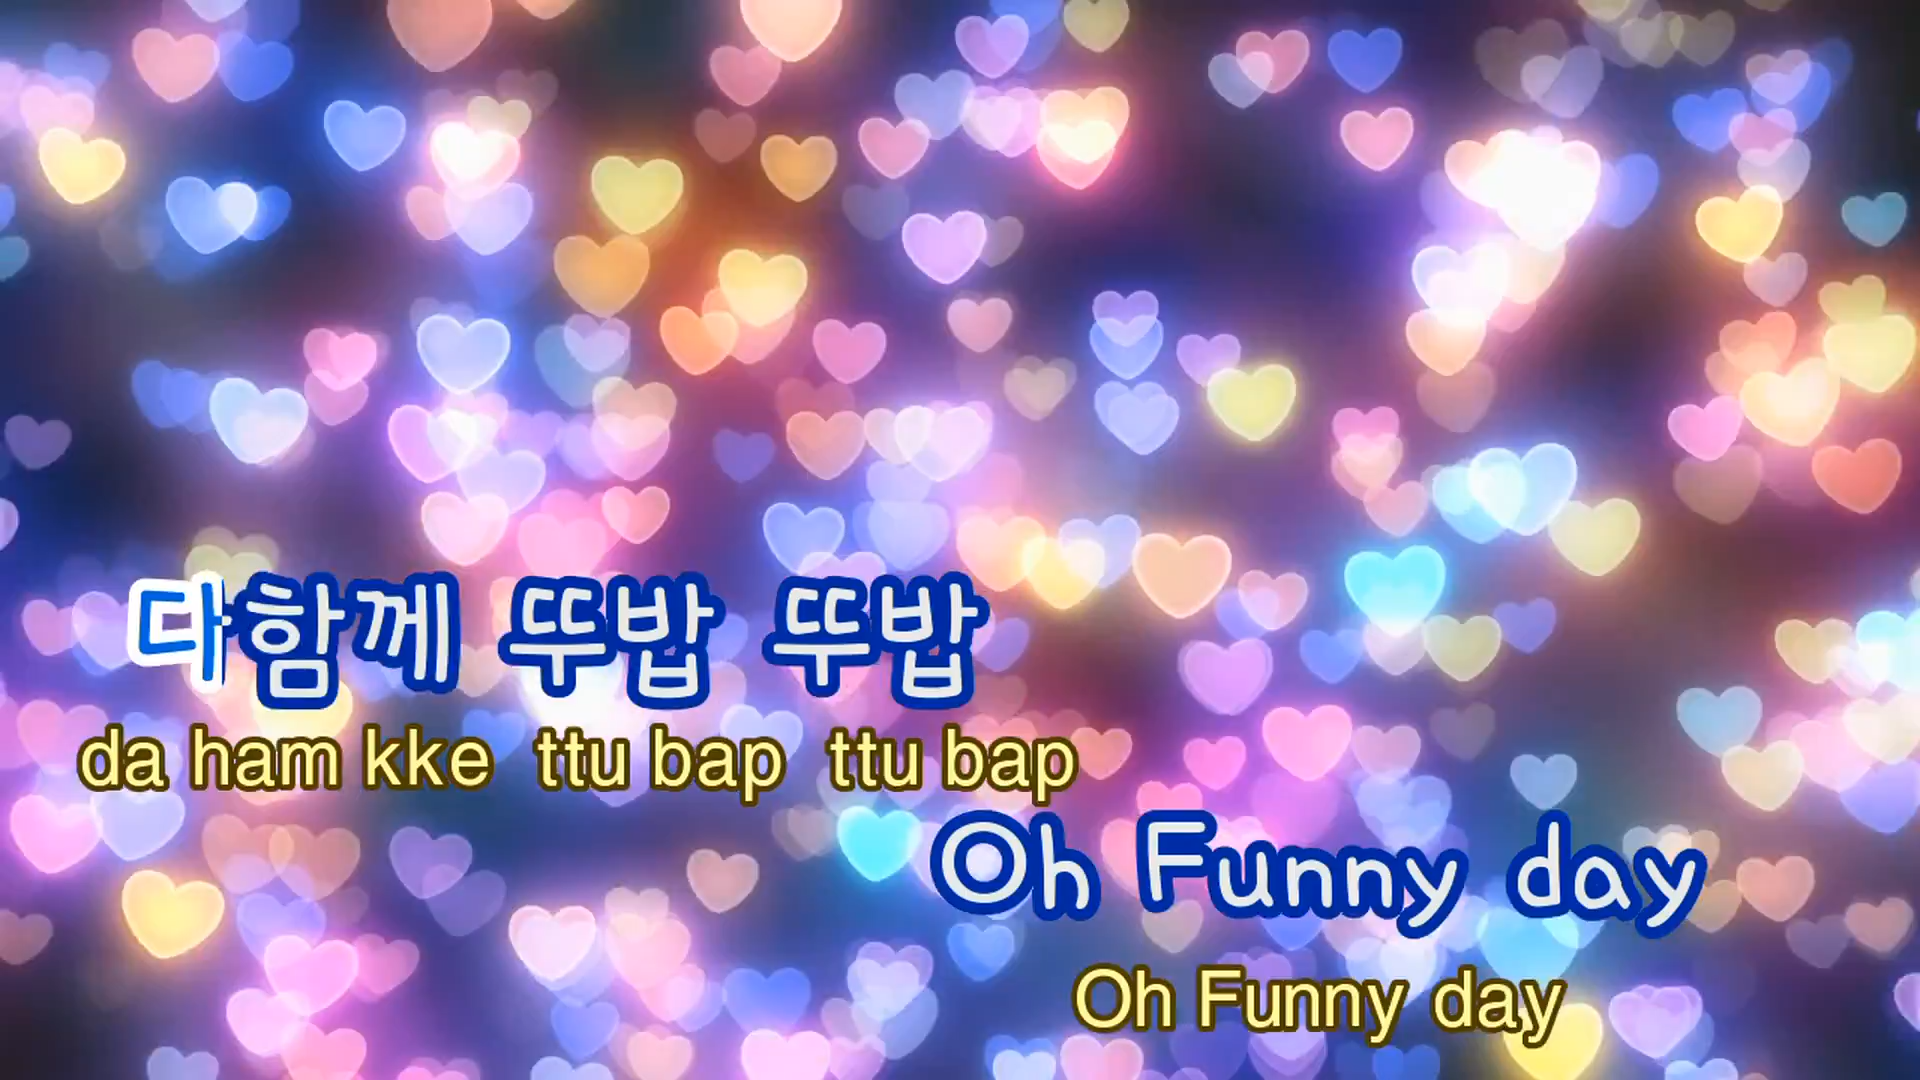 다함께 뚜밥 뚜밥
da ham kke ttu bap ttu bap
Oh Funny day
Oh Funny day